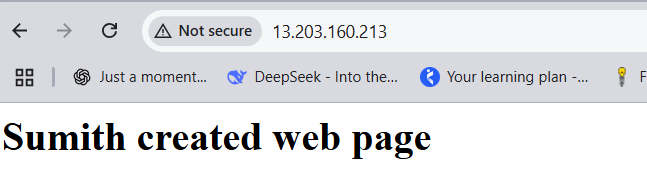 Not secure 13.203.160.213
Just a moment... DeepSeek - Into the... Your learning plan -... F
Sumith created web page